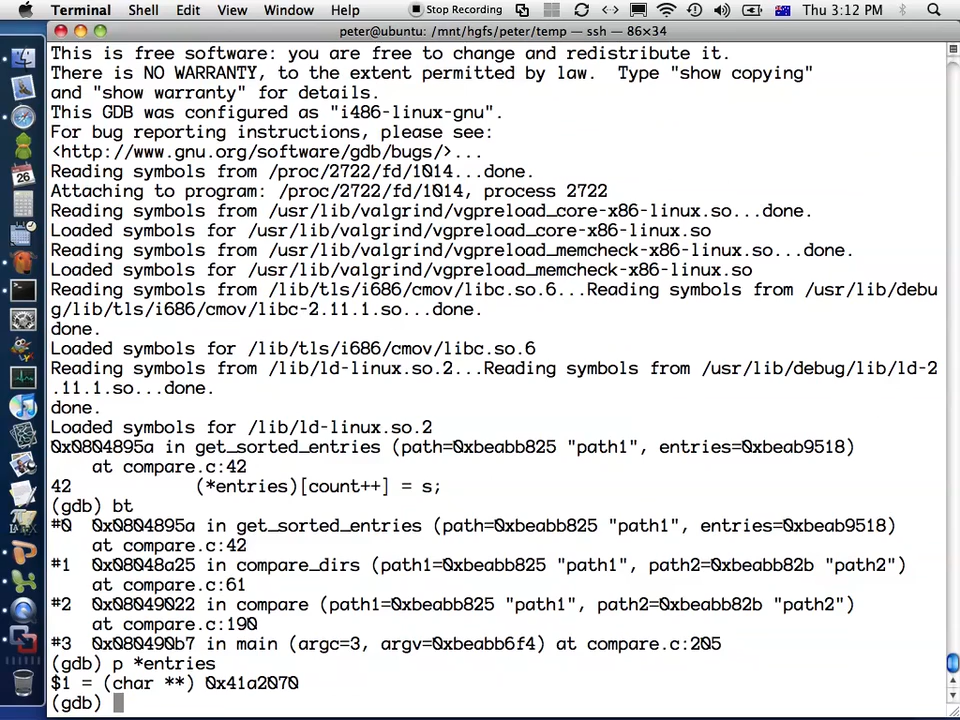 Terminal Shell Edit View Window Help Stop Recording Thu 3:12 PM
peter@ubuntu: /mnt/hgfs/peter/temp — ssh — 86×34
This is free software: you are free to change and redistribute it.
There is NO WARRANTY, to the extent permitted by law.  Type "show copying"
and "show warranty" for details.
This GDB was configured as "i486-linux-gnu".
For bug reporting instructions, please see:
<http://www.gnu.org/software/gdb/bugs/>...
Reading symbols from /proc/2722/fd/1014...done.
Attaching to program: /proc/2722/fd/1014, process 2722
Reading symbols from /usr/lib/valgrind/vgpreload_core-x86-linux.so...done.
Loaded symbols for /usr/lib/valgrind/vgpreload_core-x86-linux.so
Reading symbols from /usr/lib/valgrind/vgpreload_memcheck-x86-linux.so...done.
Loaded symbols for /usr/lib/valgrind/vgpreload_memcheck-x86-linux.so
Reading symbols from /lib/tls/i686/cmov/libc.so.6...Reading symbols from /usr/lib/debu
g/lib/tls/i686/cmov/libc-2.11.1.so...done.
done.
Loaded symbols for /lib/tls/i686/cmov/libc.so.6
Reading symbols from /lib/ld-linux.so.2...Reading symbols from /usr/lib/debug/lib/ld-2
.11.1.so...done.
done.
Loaded symbols for /lib/ld-linux.so.2
0x0804895a in get_sorted_entries (path=0xbeabb825 "path1", entries=0xbeab9518)
    at compare.c:42
42            (*entries)[count++] = s;
(gdb) bt
#0  0x0804895a in get_sorted_entries (path=0xbeabb825 "path1", entries=0xbeab9518)
    at compare.c:42
#1  0x08048a25 in compare_dirs (path1=0xbeabb825 "path1", path2=0xbeabb82b "path2")
    at compare.c:61
#2  0x08049022 in compare (path1=0xbeabb825 "path1", path2=0xbeabb82b "path2")
    at compare.c:190
#3  0x080490b7 in main (argc=3, argv=0xbeabb6f4) at compare.c:205
(gdb) p *entries
$1 = (char **) 0x41a2070
(gdb)
26